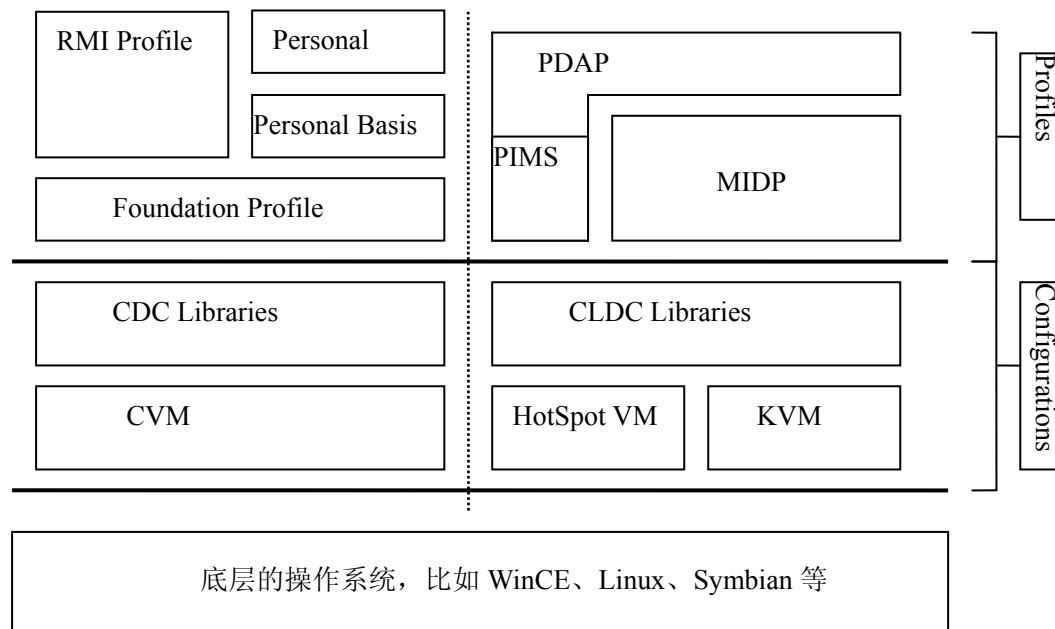 RMI Profile
Personal
Personal Basis
Foundation Profile
PDAP
PIMS
MIDP
Profiles
CDC Libraries
CLDC Libraries
CVM
HotSpot VM
KVM
Configurations
底层的操作系统，比如 WinCE、Linux、Symbian 等